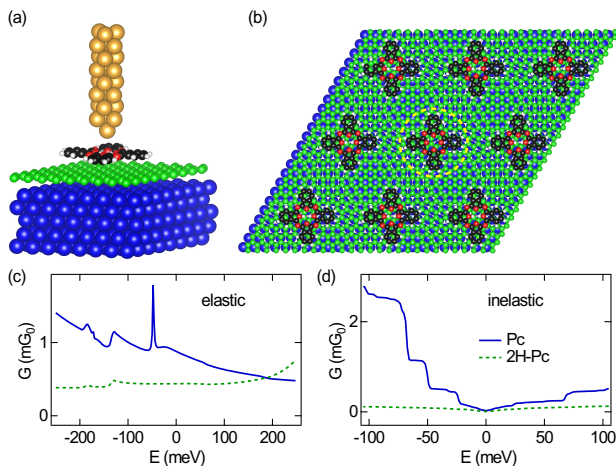 (a)
(b)
(c)
elastic
1
0
G (mG₀)
-200 -100 0 100 200
E (meV)
(d)
inelastic
Pc
2H-Pc
2
0
G (mG₀)
-100 -50 0 50 100
E (meV)